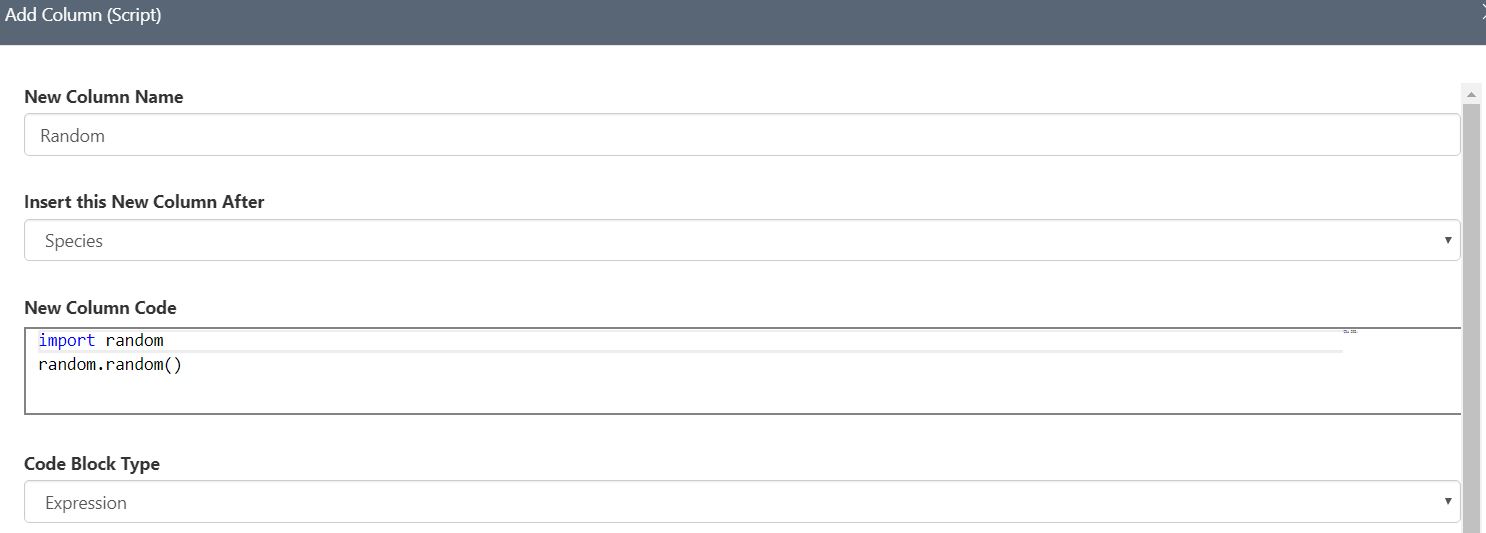 Add Column (Script)
New Column Name
Random
Insert this New Column After
Species
New Column Code
import random
random.random()
Code Block Type
Expression